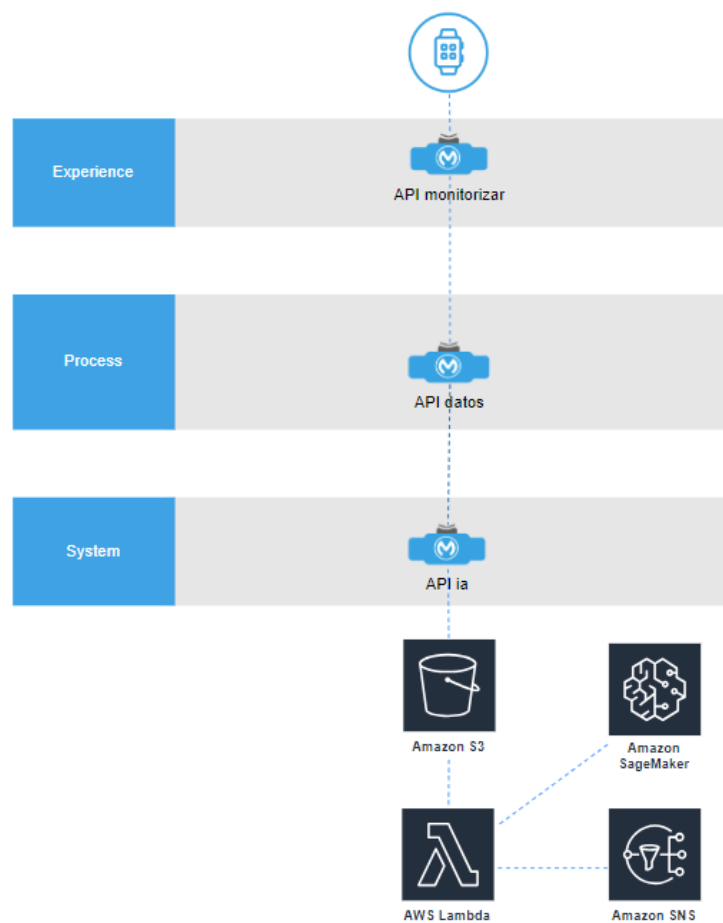 Experience
API monitorizar
Process
API datos
System
API ia
Amazon S3
Amazon
SageMaker
AWS Lambda
Amazon SNS